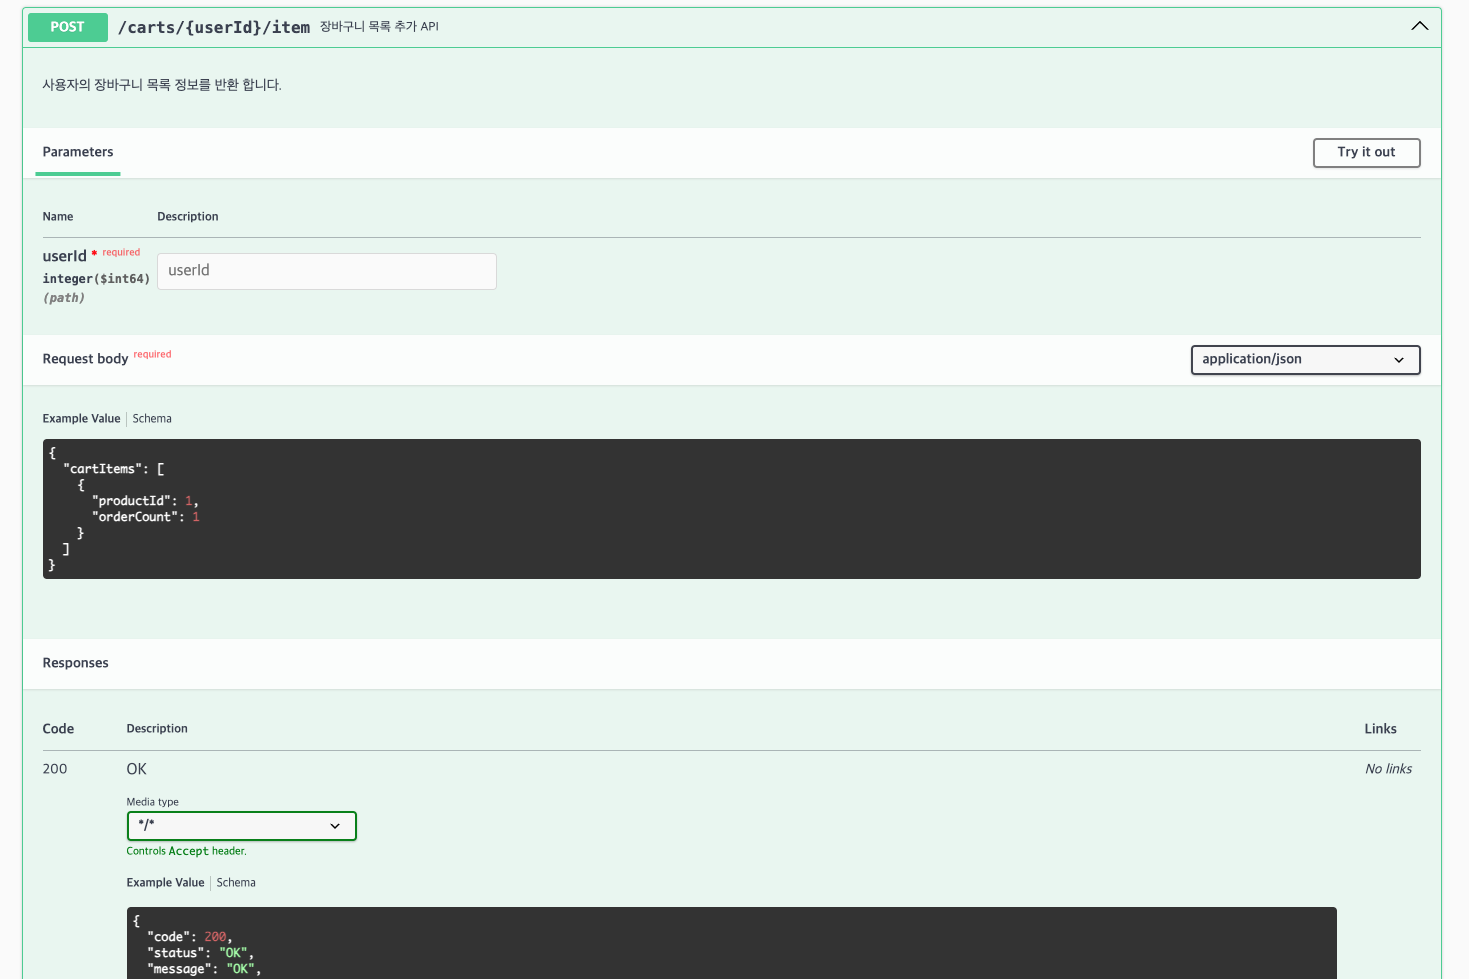 POST /carts/{userId}/item 장바구니 목록 추가 API
사용자의 장바구니 목록 정보를 반환 합니다.
Parameters
Try it out
Name Description
userId * required
integer($int64)
(path)
userId
Request body required
application/json
Example Value Schema
{
  "cartItems": [
    {
      "productId": 1,
      "orderCount": 1
    }
  ]
}
Responses
Code Description Links
200 OK No links
Media type
*/*
Controls Accept header.
Example Value Schema
{
  "code": 200,
  "status": "OK",
  "message": "OK",